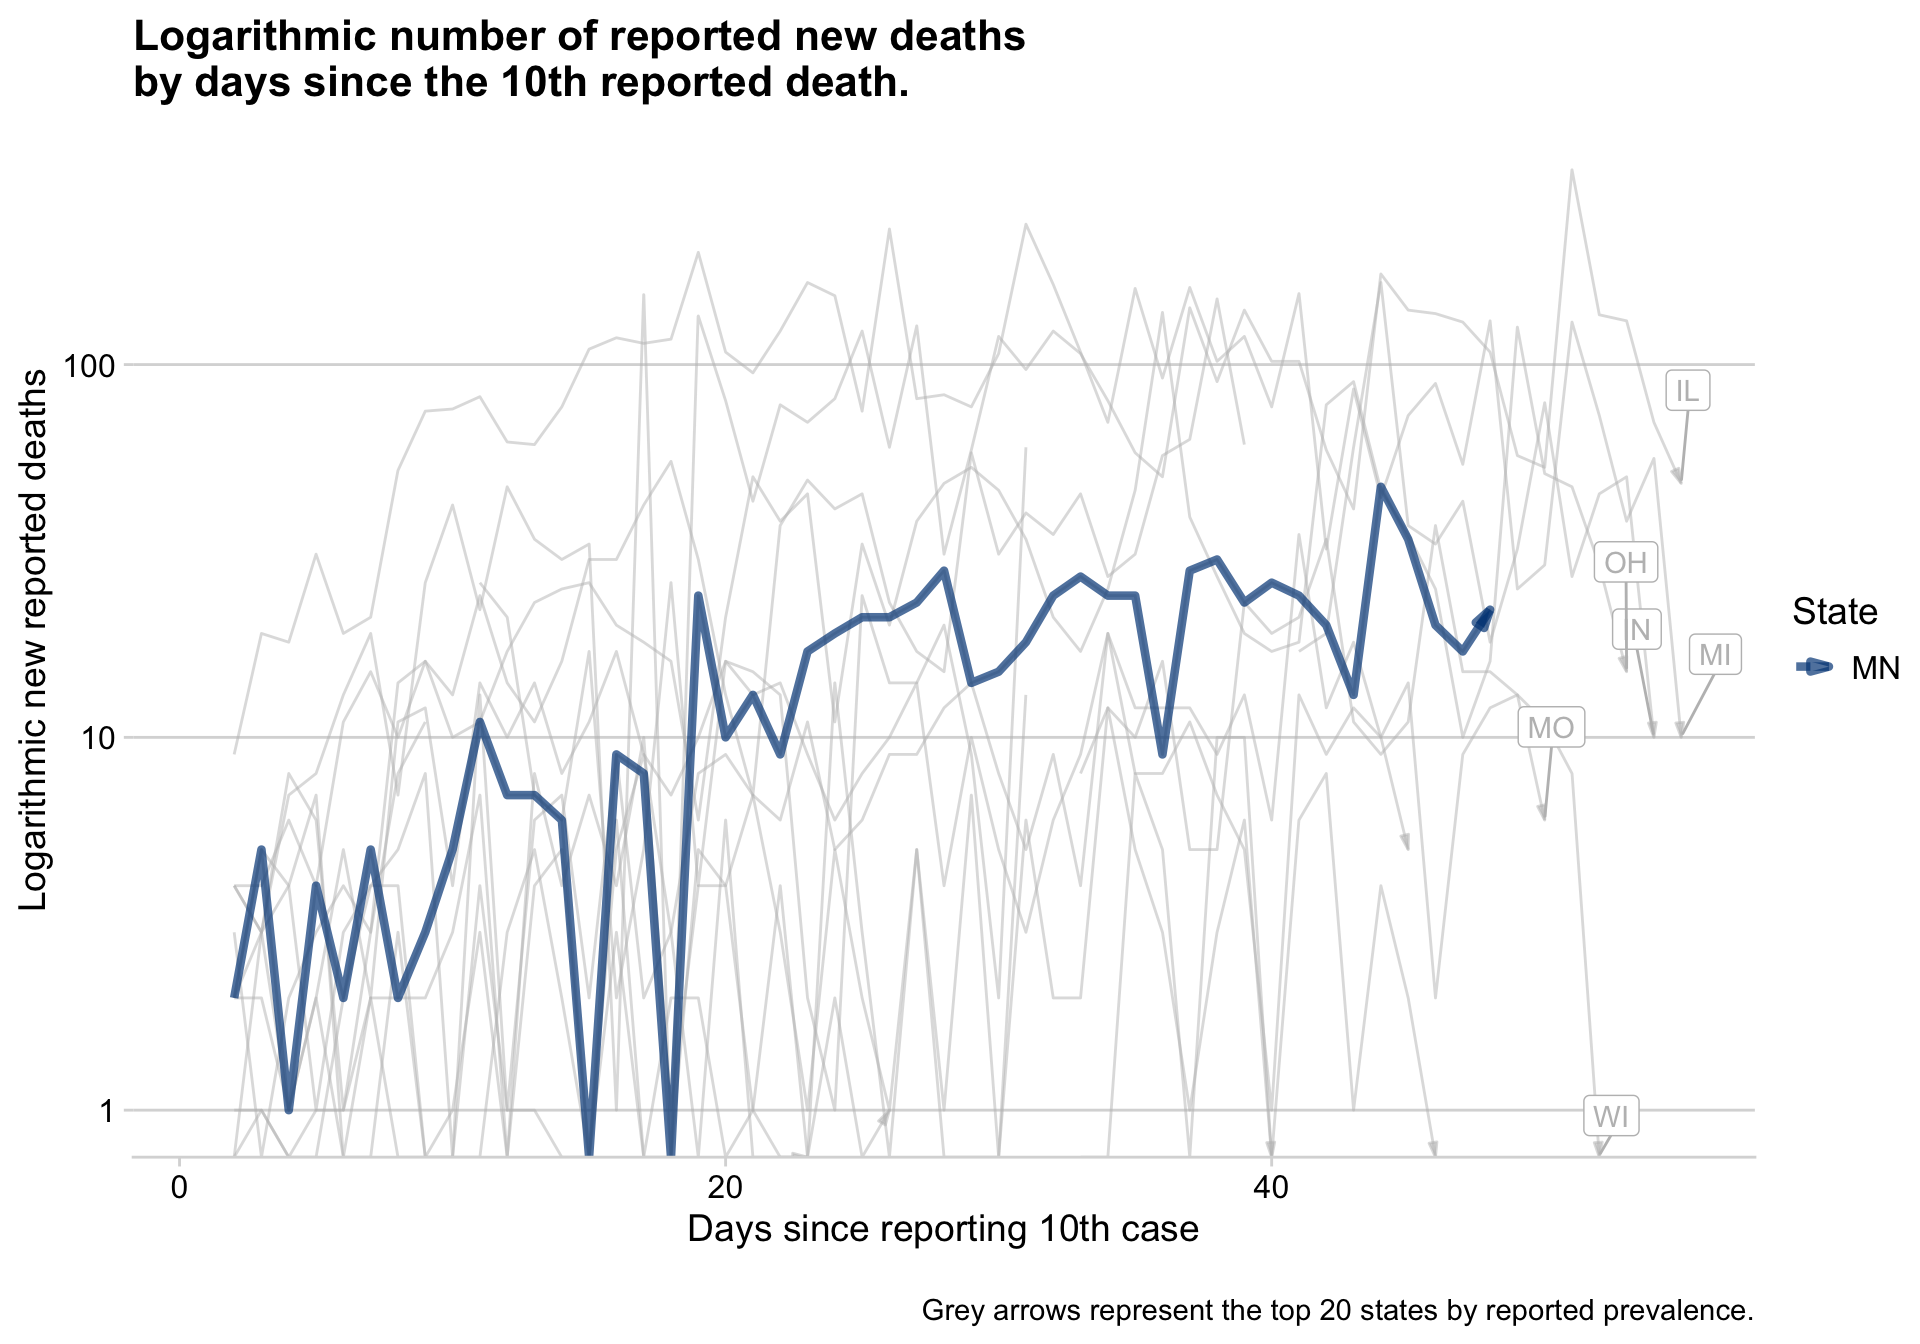 Logarithmic number of reported new deaths
by days since the 10th reported death.
Logarithmic new reported deaths
100
10
1
IL
OH
IN
MI
MO
WI
State
MN
0 20 40
Days since reporting 10th case
Grey arrows represent the top 20 states by reported prevalence.